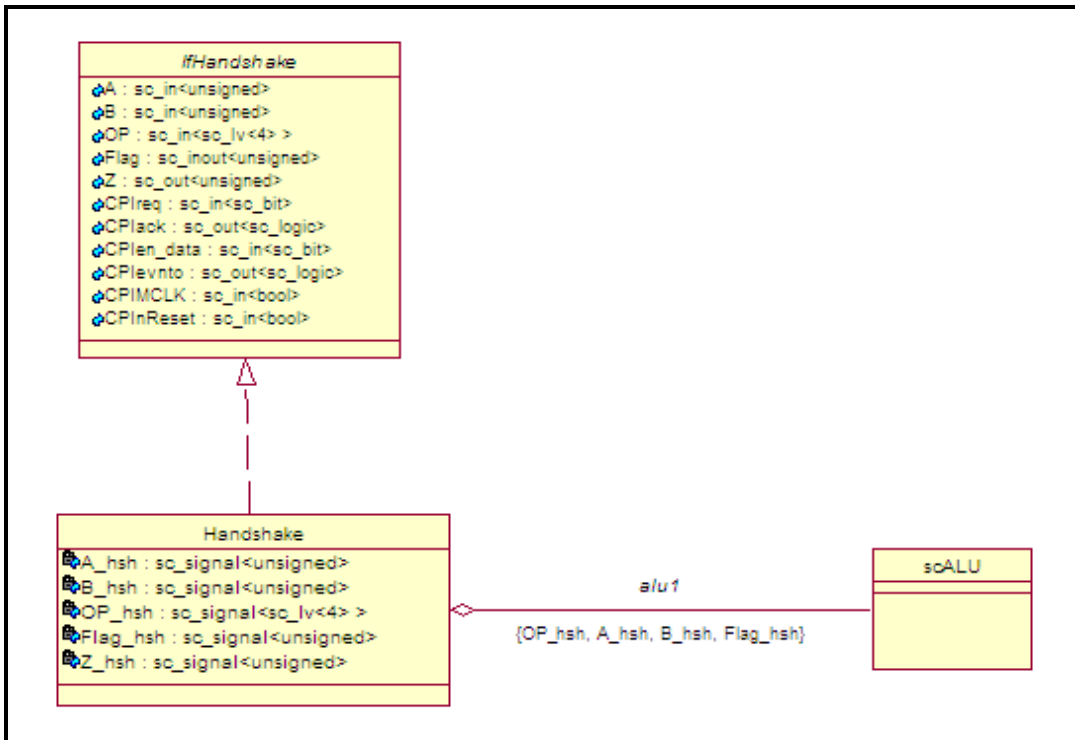 IfHandshake
A : sc_in<unsigned>
B : sc_in<unsigned>
OP : sc_in<sc_lv<4> >
Flag : sc_inout<unsigned>
Z : sc_out<unsigned>
CPIreq : sc_in<sc_bit>
CPIack : sc_out<sc_logic>
CPIen_data : sc_in<sc_bit>
CPIevnto : sc_out<sc_logic>
CPIMCLK : sc_in<bool>
CPInReset : sc_in<bool>
Handshake
A_hsh : sc_signal<unsigned>
B_hsh : sc_signal<unsigned>
OP_hsh : sc_signal<sc_lv<4> >
Flag_hsh : sc_signal<unsigned>
Z_hsh : sc_signal<unsigned>
alu1
{OP_hsh, A_hsh, B_hsh, Flag_hsh}
scALU